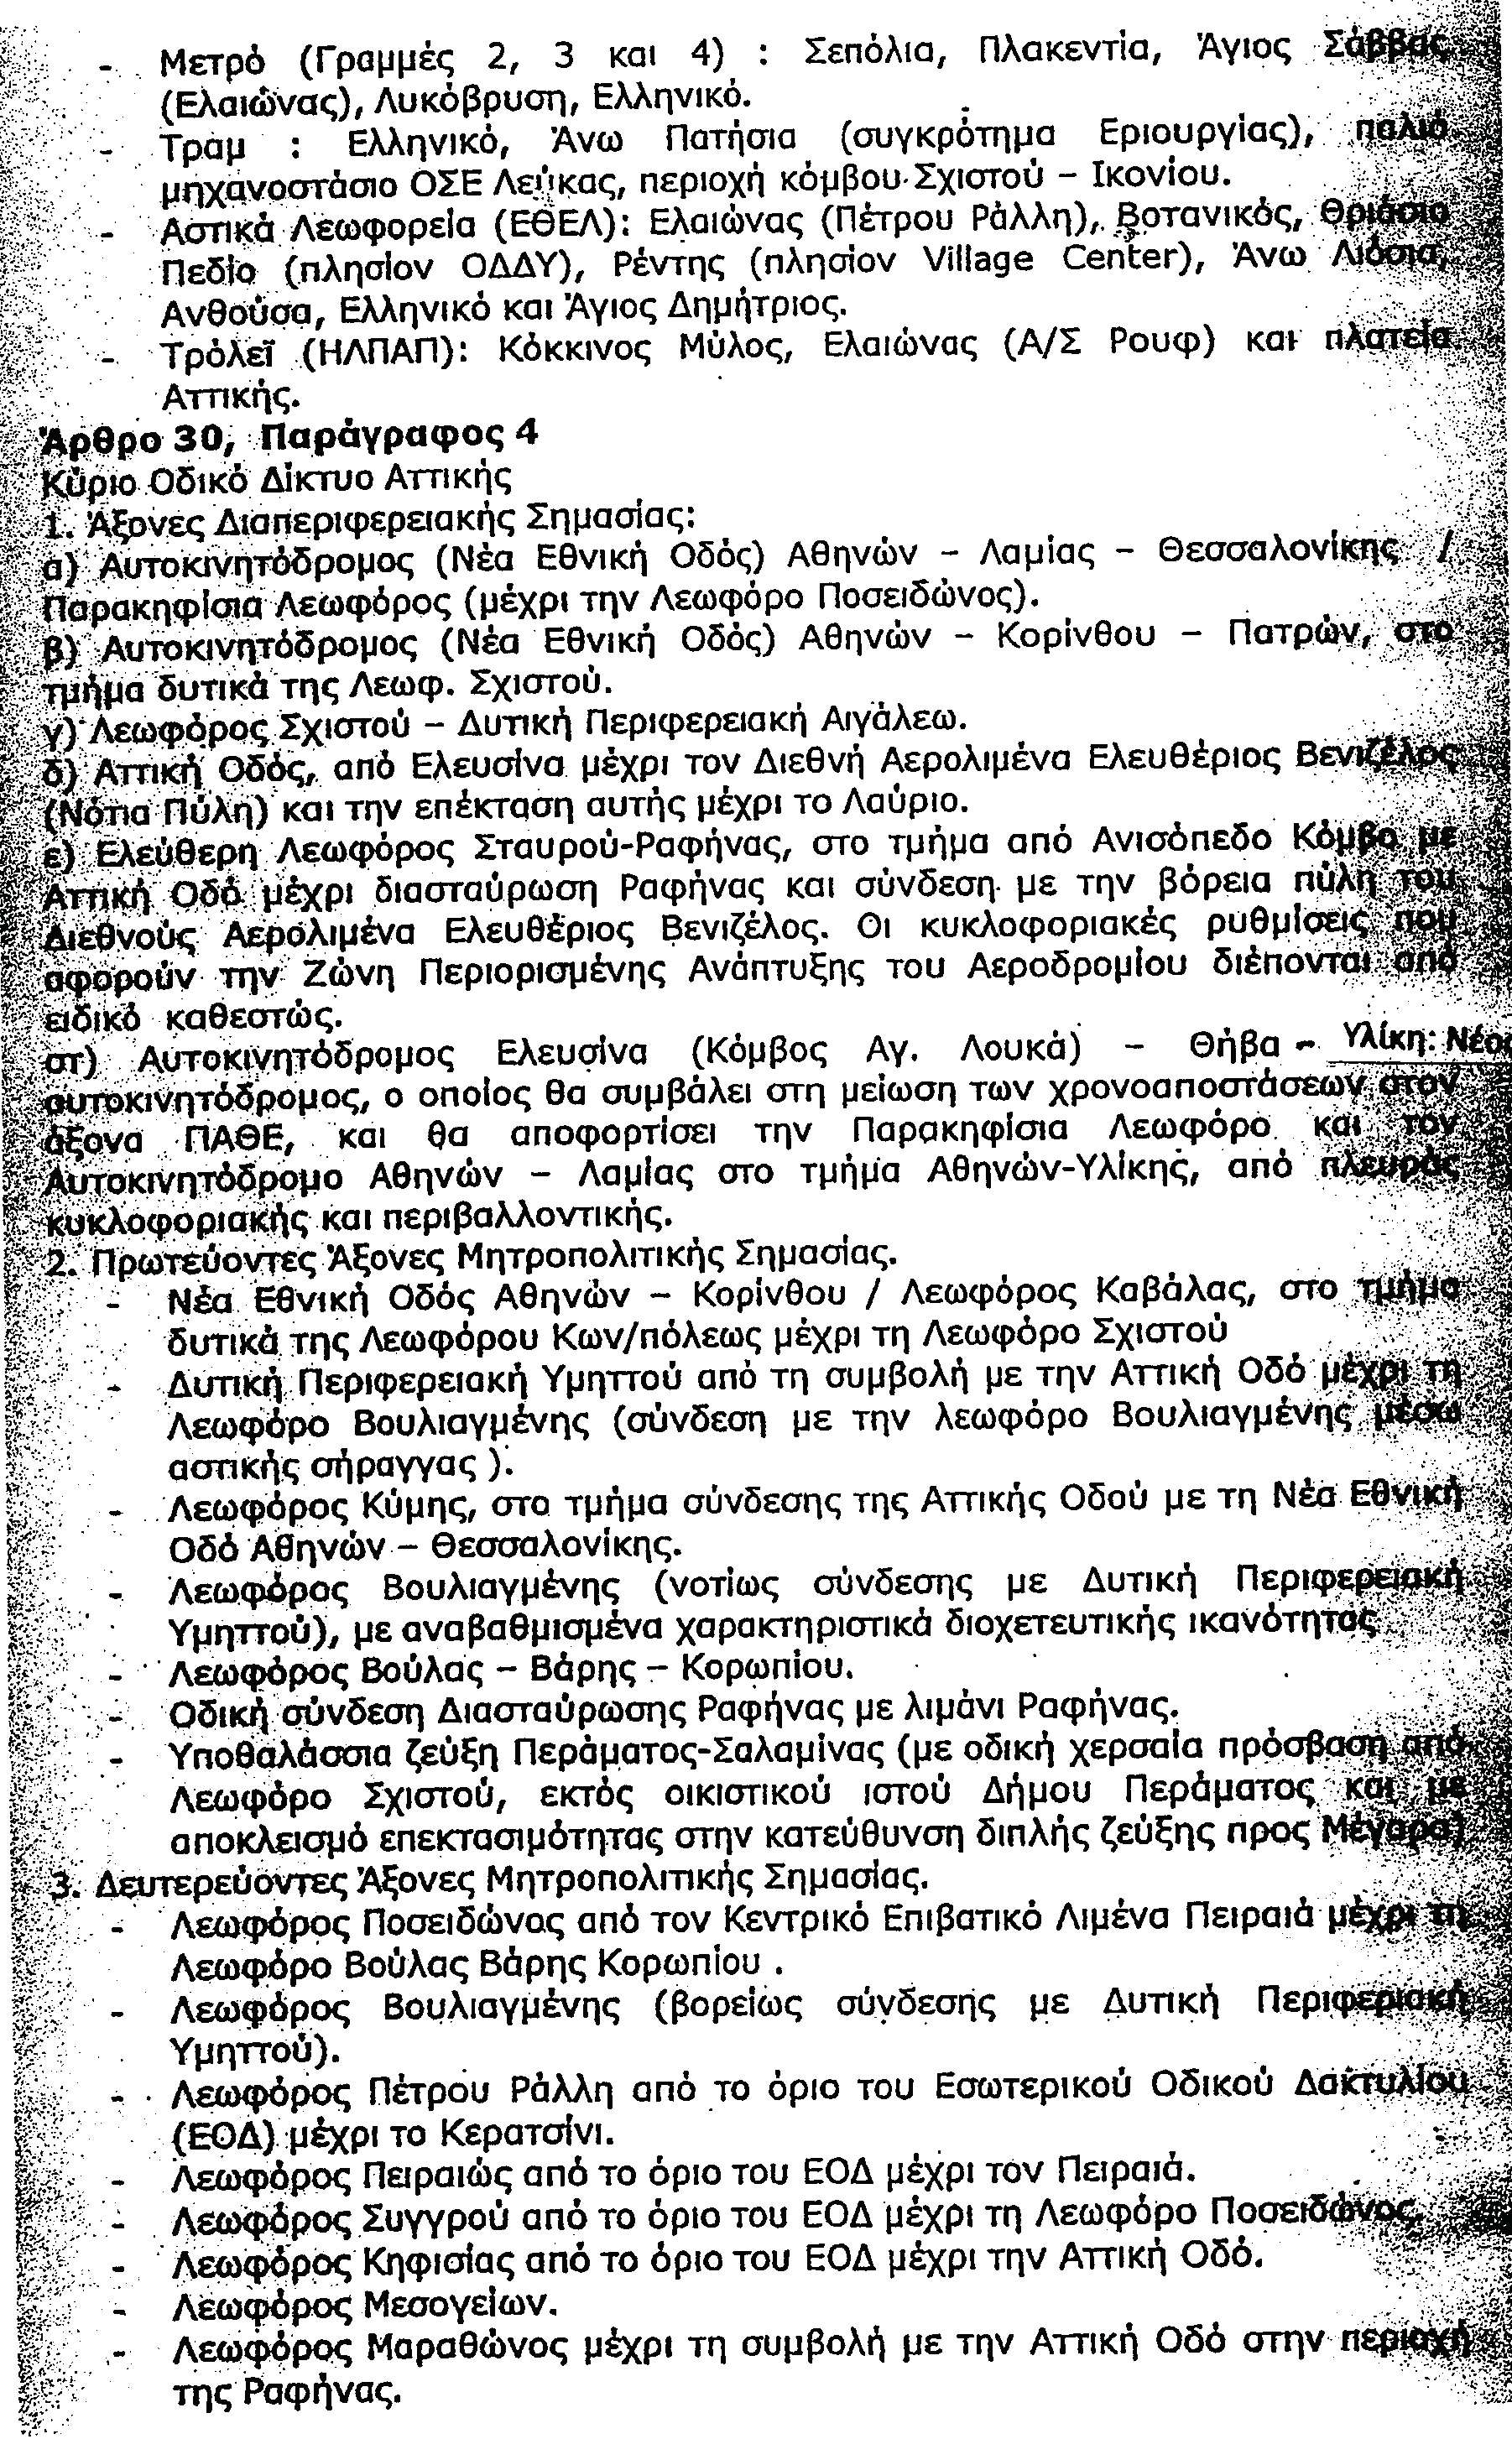 - Μετρό (Γραμμές 2, 3 και 4) : Σεπόλια, Πλακεντία, Άγιος Σάββας
(Ελαιώνας), Λυκόβρυση, Ελληνικό.
- Τραμ : Ελληνικό, Άνω Πατήσια (συγκρότημα Εριουργίας), παλιό
μηχανοστάσιο ΟΣΕ Λεύκας, περιοχή κόμβου Σχιστού – Ικονίου.
- Αστικά Λεωφορεία (ΕΘΕΛ): Ελαιώνας (Πέτρου Ράλλη), Βοτανικός, Θριάσιο
Πεδίο (πλησίον ΟΔΔΥ), Ρέντης (πλησίον Village Center), Άνω Λιόσια,
Ανθούσα, Ελληνικό και Άγιος Δημήτριος.
- Τρόλεϊ (ΗΛΠΑΠ): Κόκκινος Μύλος, Ελαιώνας (Α/Σ Ρουφ) και πλατεία
Αττικής.
Άρθρο 30, Παράγραφος 4
Κύριο Οδικό Δίκτυο Αττικής
1. Άξονες Διαπεριφερειακής Σημασίας:
α) Αυτοκινητόδρομος (Νέα Εθνική Οδός) Αθηνών – Λαμίας – Θεσσαλονίκης /
Παρακηφίσια Λεωφόρος (μέχρι την Λεωφόρο Ποσειδώνος).
β) Αυτοκινητόδρομος (Νέα Εθνική Οδός) Αθηνών – Κορίνθου – Πατρών, στο
τμήμα δυτικά της Λεωφ. Σχιστού.
γ) Λεωφόρος Σχιστού – Δυτική Περιφερειακή Αιγάλεω.
δ) Αττική Οδός, από Ελευσίνα μέχρι τον Διεθνή Αερολιμένα Ελευθέριος Βενιζέλος
(Νότια Πύλη) και την επέκταση αυτής μέχρι το Λαύριο.
ε) Ελεύθερη Λεωφόρος Σταυρού-Ραφήνας, στο τμήμα από Ανισόπεδο Κόμβο με
Αττική Οδό μέχρι διασταύρωση Ραφήνας και σύνδεση με την βόρεια πύλη του
Διεθνούς Αερολιμένα Ελευθέριος Βενιζέλος. Οι κυκλοφοριακές ρυθμίσεις που
αφορούν την Ζώνη Περιορισμένης Ανάπτυξης του Αεροδρομίου διέπονται από
ειδικό καθεστώς.
στ) Αυτοκινητόδρομος Ελευσίνα (Κόμβος Αγ. Λουκά) – Θήβα – Υλίκη: Νέος
αυτοκινητόδρομος, ο οποίος θα συμβάλει στη μείωση των χρονοαποστάσεων στον
άξονα ΠΑΘΕ, και θα αποφορτίσει την Παρακηφίσια Λεωφόρο και τον
Αυτοκινητόδρομο Αθηνών – Λαμίας στο τμήμα Αθηνών-Υλίκης, από πλευράς
κυκλοφοριακής και περιβαλλοντικής.
2. Πρωτεύοντες Άξονες Μητροπολιτικής Σημασίας.
- Νέα Εθνική Οδός Αθηνών – Κορίνθου / Λεωφόρος Καβάλας, στο τμήμα
δυτικά της Λεωφόρου Κων/πόλεως μέχρι τη Λεωφόρο Σχιστού
- Δυτική Περιφερειακή Υμηττού από τη συμβολή με την Αττική Οδό μέχρι τη
Λεωφόρο Βουλιαγμένης (σύνδεση με την λεωφόρο Βουλιαγμένης μέσω
αστικής σήραγγας ).
- Λεωφόρος Κύμης, στο τμήμα σύνδεσης της Αττικής Οδού με τη Νέα Εθνική
Οδό Αθηνών – Θεσσαλονίκης.
- Λεωφόρος Βουλιαγμένης (νοτίως σύνδεσης με Δυτική Περιφερειακή
Υμηττού), με αναβαθμισμένα χαρακτηριστικά διοχετευτικής ικανότητας
- Λεωφόρος Βούλας – Βάρης – Κορωπίου.
- Οδική σύνδεση Διασταύρωσης Ραφήνας με λιμάνι Ραφήνας.
- Υποθαλάσσια ζεύξη Περάματος-Σαλαμίνας (με οδική χερσαία πρόσβαση από
Λεωφόρο Σχιστού, εκτός οικιστικού ιστού Δήμου Περάματος και με
αποκλεισμό επεκτασιμότητας στην κατεύθυνση διπλής ζεύξης προς Μέγαρα)
3. Δευτερεύοντες Άξονες Μητροπολιτικής Σημασίας.
- Λεωφόρος Ποσειδώνος από τον Κεντρικό Επιβατικό Λιμένα Πειραιά μέχρι τη
Λεωφόρο Βούλας Βάρης Κορωπίου .
- Λεωφόρος Βουλιαγμένης (βορείως σύνδεσης με Δυτική Περιφεριακή
Υμηττού).
- Λεωφόρος Πέτρου Ράλλη από το όριο του Εσωτερικού Οδικού Δακτυλίου
(ΕΟΔ) μέχρι το Κερατσίνι.
- Λεωφόρος Πειραιώς από το όριο του ΕΟΔ μέχρι τον Πειραιά.
- Λεωφόρος Συγγρού από το όριο του ΕΟΔ μέχρι τη Λεωφόρο Ποσειδώνος.
- Λεωφόρος Κηφισίας από το όριο του ΕΟΔ μέχρι την Αττική Οδό.
- Λεωφόρος Μεσογείων.
- Λεωφόρος Μαραθώνος μέχρι τη συμβολή με την Αττική Οδό στην περιοχή
της Ραφήνας.